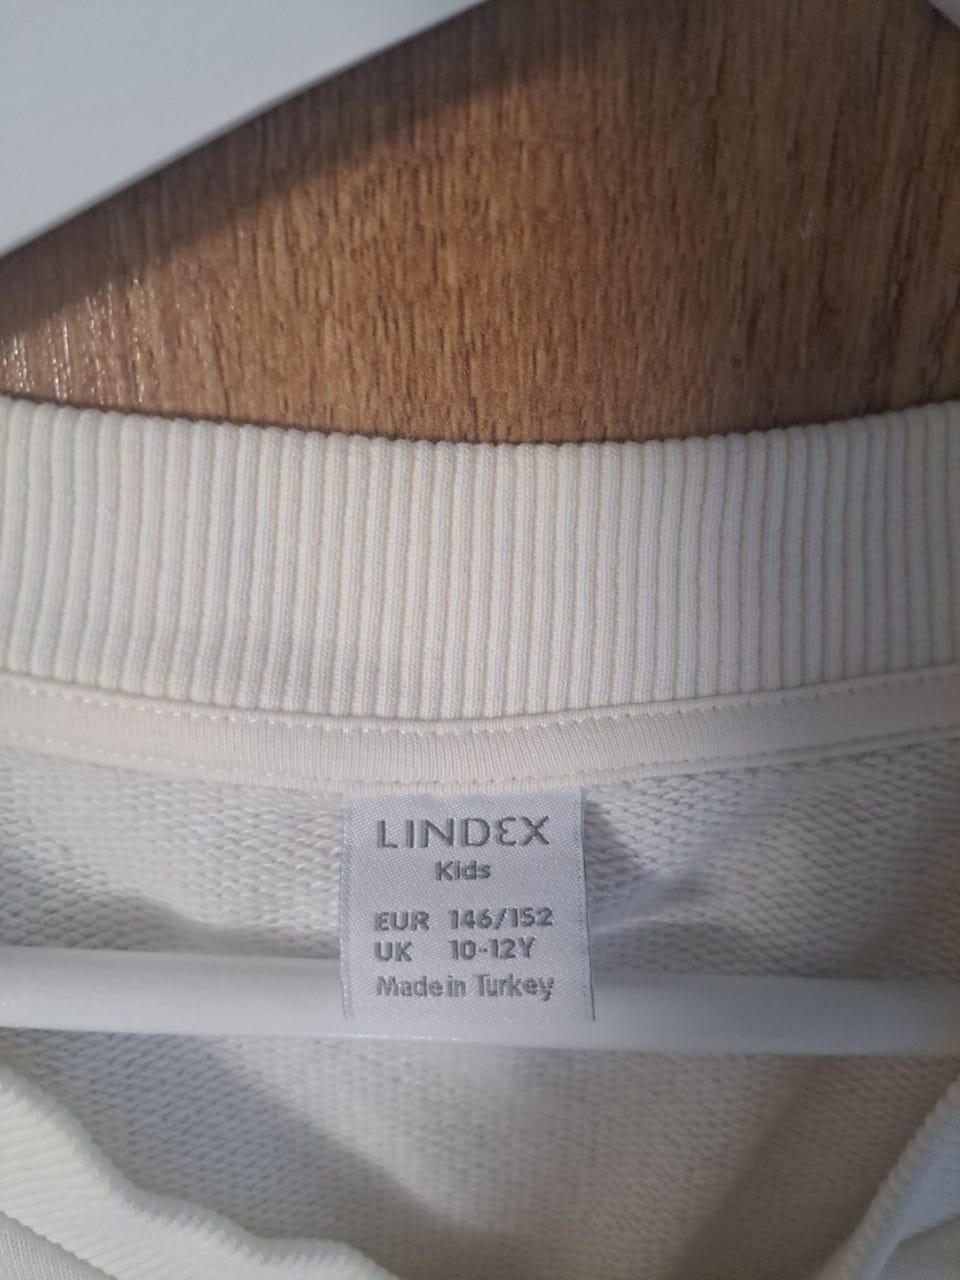 LINDEX
Kids
EUR 146/152
UK 10-12Y
Made in Turkey